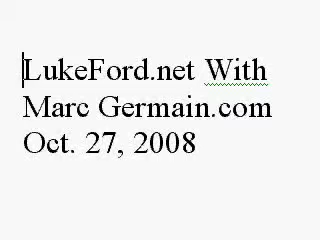 LukeFord.net With
Marc Germain.com
Oct. 27, 2008